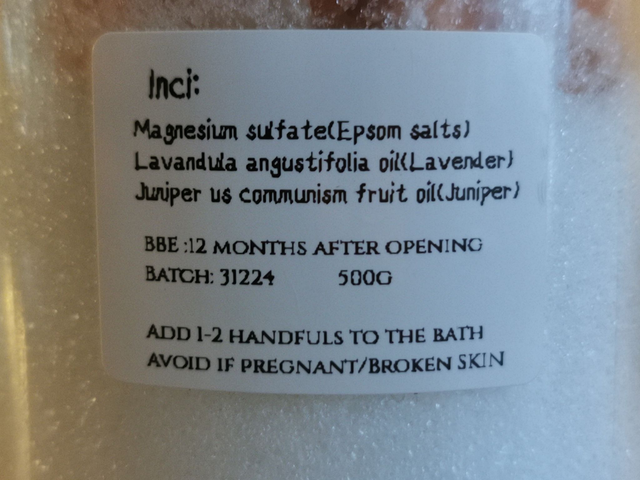 Inci:
Magnesium sulfate(Epsom salts)
Lavandula angustifolia oil(Lavender)
Juniper us communism fruit oil(Juniper)
BBE :12 MONTHS AFTER OPENING
BATCH: 31224 500G
ADD 1-2 HANDFULS TO THE BATH
AVOID IF PREGNANT/BROKEN SKIN